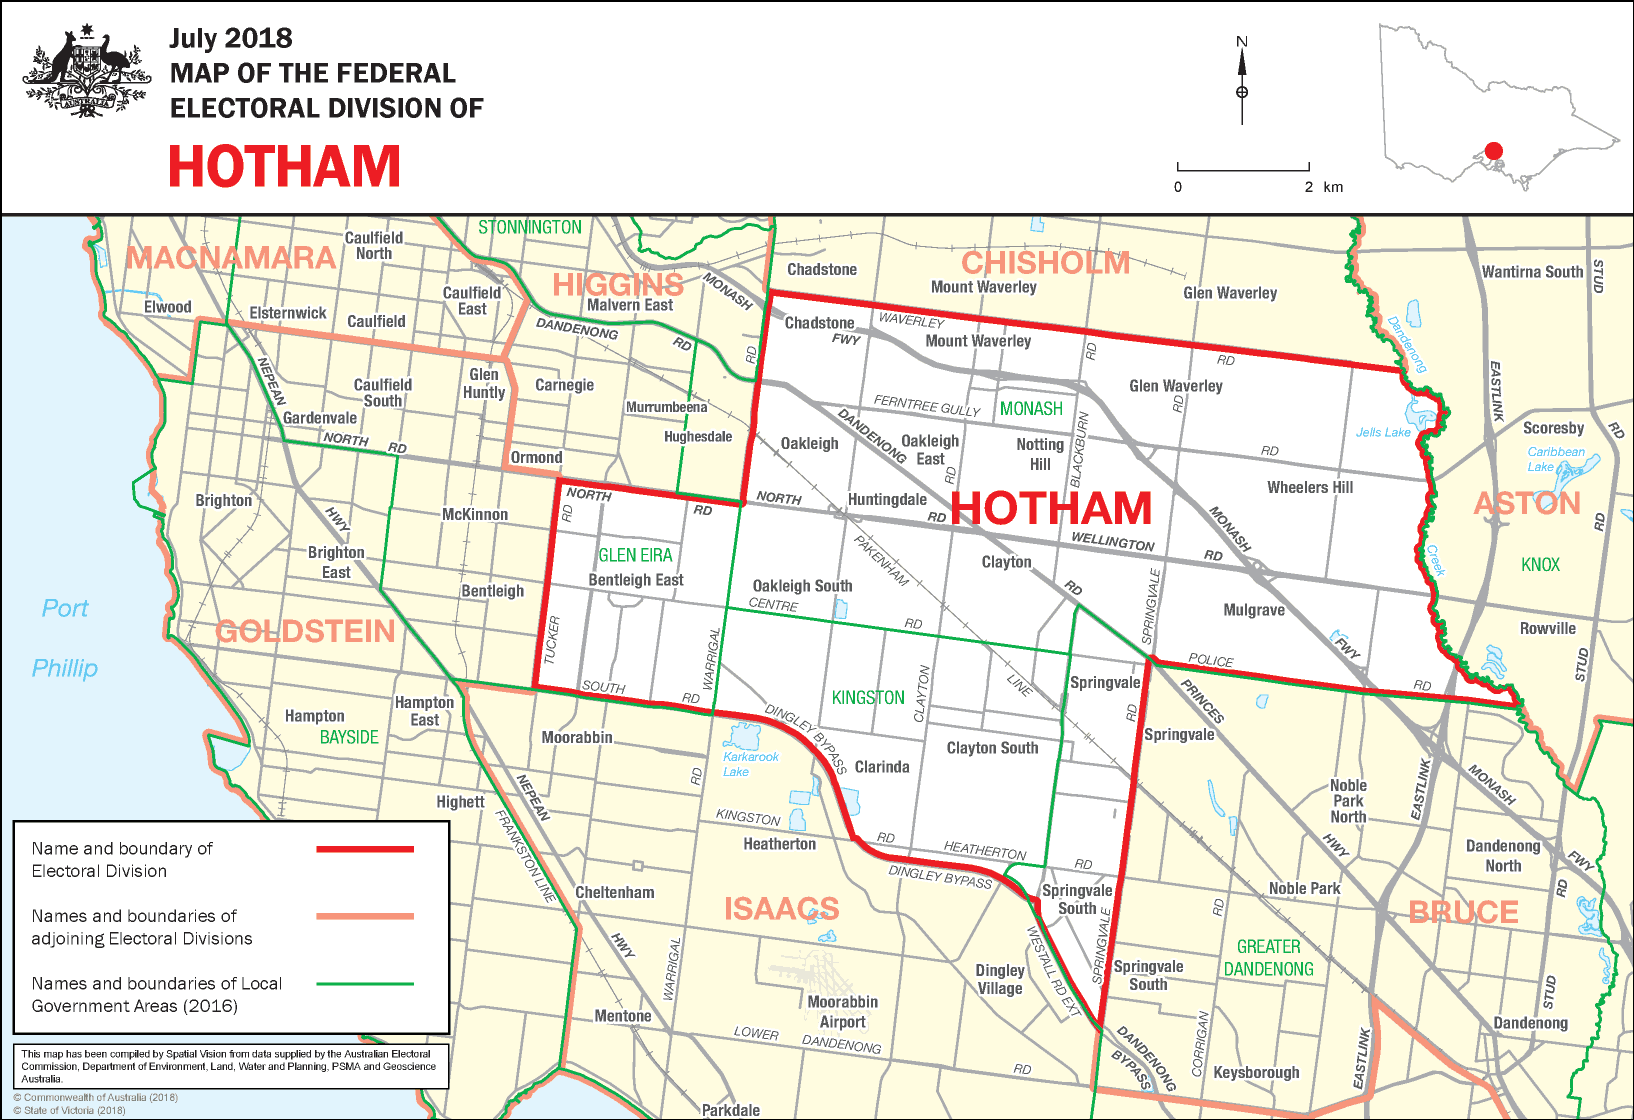 July 2018
MAP OF THE FEDERAL
ELECTORAL DIVISION OF
HOTHAM
AUSTRALIA
N
0 2 km
STONNINGTON
MACNAMARA
Caulfield
North
HIGGINS
Malvern East
MONASH
Chadstone
CHISHOLM
Mount Waverley
Glen Waverley
Wantirna South
STUD
Elwood
Elsternwick
Caulfield
East
Caulfield
DANDENONG
RD
RD
Chadstone
FWY
WAVERLEY
Mount Waverley
RD
RD
Dandenong
EASTLINK
NEPEAN
Glen
Huntly
Caulfield
South
Carnegie
Gardenvale
Murrumbeena
Hughesdale
Glen Waverley
RD
FERNTREE GULLY
MONASH
DANDENONG
Oakleigh
Oakleigh
East
RD
Notting
Hill
BLACKBURN
RD
Jells Lake
Scoresby
RD
Caribbean
Lake
NORTH
RD
Ormond
Brighton
McKinnon
NORTH
RD
RD
NORTH
Huntingdale
RD
HOTHAM
Wheelers Hill
ASTON
RD
HWY
Brighton
East
GLEN EIRA
Bentleigh East
PAKENHAM
Clayton
WELLINGTON
RD
MONASH
Creek
KNOX
Bentleigh
Oakleigh South
CENTRE
RD
RD
SPRINGVALE
Mulgrave
Port
Phillip
GOLDSTEIN
TUCKER
WARRIGAL
FWY
Rowville
STUD
SOUTH
RD
KINGSTON
CLAYTON
LINE
Springvale
RD
POLICE
RD
PRINCES
Hampton
East
Hampton
BAYSIDE
Moorabbin
DINGLEY BYPASS
Karkarook
Lake
RD
Clarinda
Clayton South
Springvale
Highett
NEPEAN
FRANKSTON LINE
KINGSTON
Heatherton
RD
HEATHERTON
RD
DINGLEY BYPASS
Noble
Park
North
HWY
EASTLINK
MONASH
Dandenong
North
FWY
RD
Cheltenham
ISAACS
Springvale
South
Noble Park
RD
BRUCE
HWY
WARRIGAL
WESTALL RD EXT
SPRINGVALE
GREATER
DANDENONG
Dingley
Village
Springvale
South
Moorabbin
Airport
STUD
Mentone
LOWER
DANDENONG
RD
DANDENONG
BYPASS
CORRIGAN
Keysborough
EASTLINK
Dandenong
Parkdale
Name and boundary of
Electoral Division
Names and boundaries of
adjoining Electoral Divisions
Names and boundaries of Local
Government Areas (2016)
This map has been compiled by Spatial Vision from data supplied by the Australian Electoral
Commission, Department of Environment, Land, Water and Planning, PSMA and Geoscience
Australia.
© Commonwealth of Australia (2018)
© State of Victoria (2018)